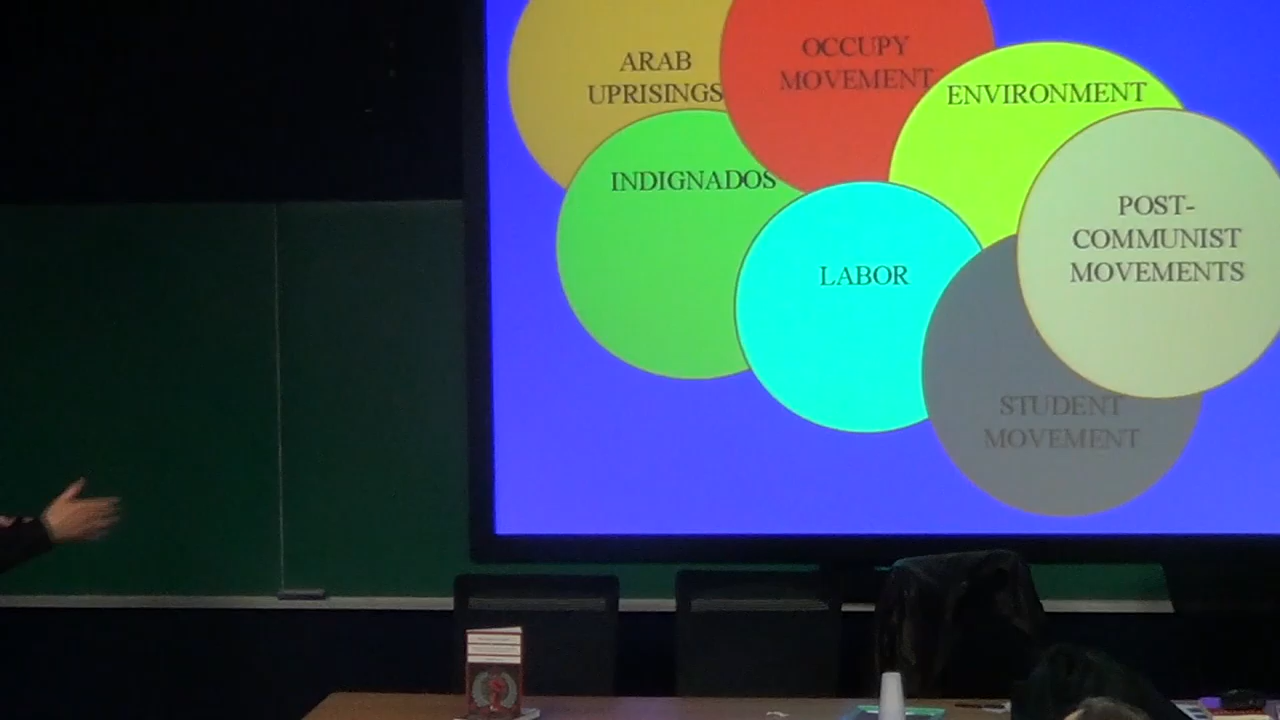 ARAB
UPRISINGS
OCCUPY
MOVEMENT
ENVIRONMENT
INDIGNADOS
POST-
COMMUNIST
MOVEMENTS
LABOR
STUDENT
MOVEMENT